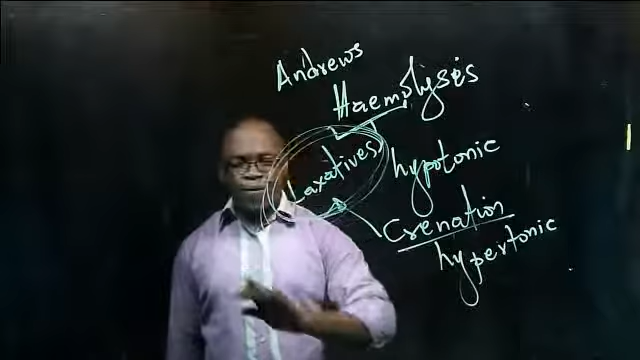 Andrews
Haemolysis
Laxatives
hypotonic
Crenation
hypertonic